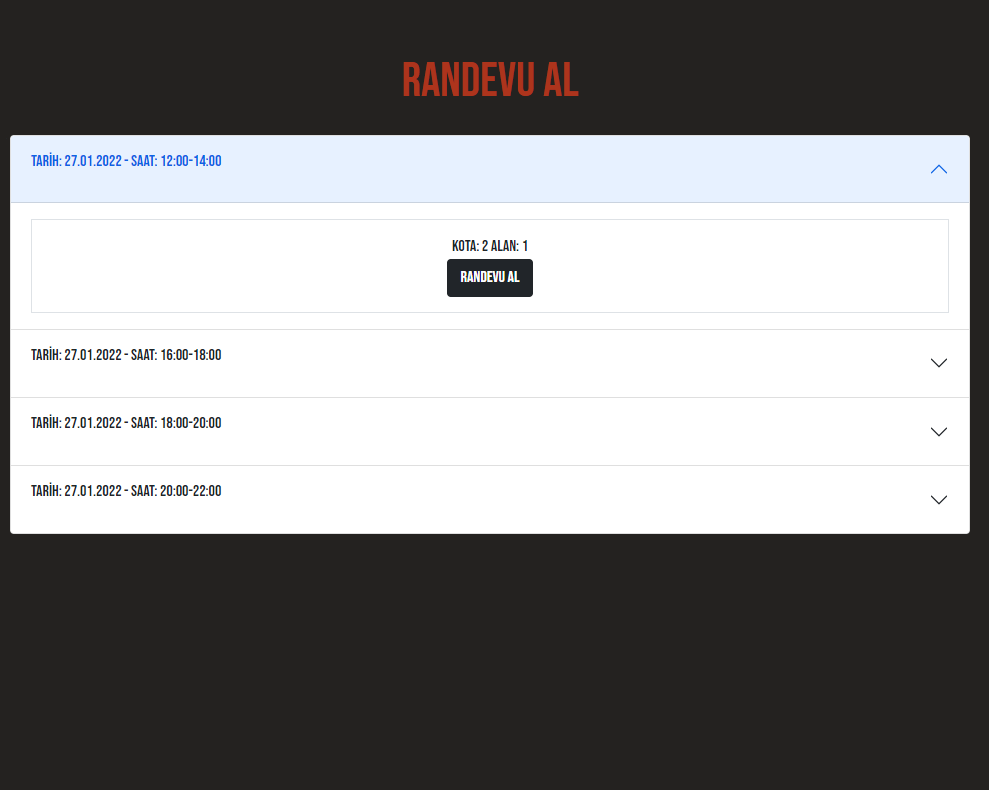 RANDEVU AL
TARİH: 27.01.2022 - SAAT: 12:00-14:00
KOTA: 2 ALAN: 1
RANDEVU AL
TARİH: 27.01.2022 - SAAT: 16:00-18:00
TARİH: 27.01.2022 - SAAT: 18:00-20:00
TARİH: 27.01.2022 - SAAT: 20:00-22:00